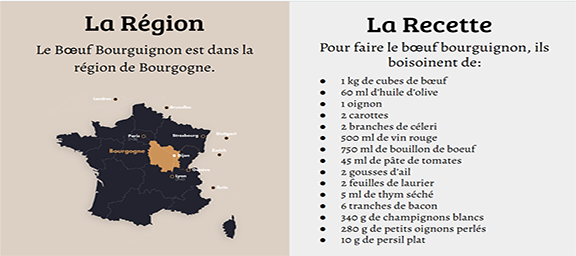 La Région
Le Bœuf Bourguignon est dans la
région de Bourgogne.
Londres
Bruxelles
Paris
Strasbourg
Stuttgart
Bourgogne
Dijon
Genève
Lyon
La Recette
Pour faire le bœuf bourguignon, ils
boisoinent de:
1 kg de cubes de bœuf
60 ml d'huile d'olive
1 oignon
2 carottes
2 branches de céleri
500 ml de vin rouge
750 ml de bouillon de boeuf
45 ml de pâte de tomates
2 gousses d'ail
2 feuilles de laurier
5 ml de thym séché
6 tranches de bacon
340 g de champignons blancs
280 g de petits oignons perlés
10 g de persil plat